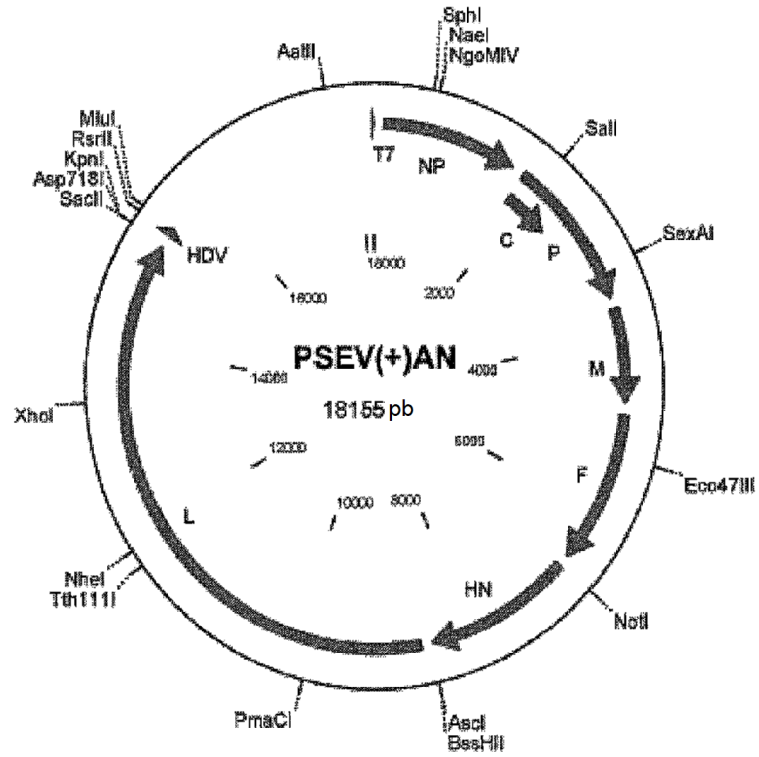 SphI
NaeI
NgoMIV
AatII
SalI
MluI
RsrII
KpnI
Asp718I
SacII
T7
NP
SexAI
C
P
HDV
18000
16000
2000
PSEV(+)AN
14000
4000
M
18155 pb
XhoI
12000
6000
F
Eco47III
10000
8000
L
NheI
Tth111I
HN
NotI
PmaCI
AscI
BssHII